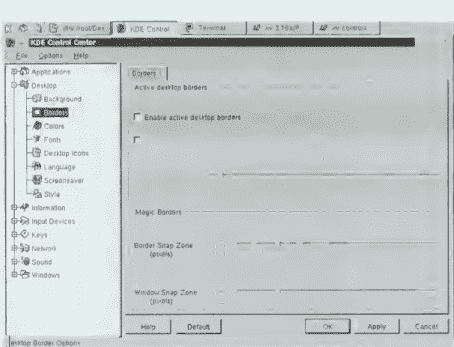 KDE Control
Terminal
KDE Control Center
File Options Help
Applications
Desktop
Background
Borders
Colors
Fonts
Desktop Icons
Language
Screensaver
Style
Information
Input Devices
Keys
Network
Sound
Windows
Borders
Active desktop borders
Enable active desktop borders
Magic Borders
Border Snap Zone
(pixels)
Window Snap Zone
(pixels)
Help Default OK Apply Cancel
Desktop Border Options